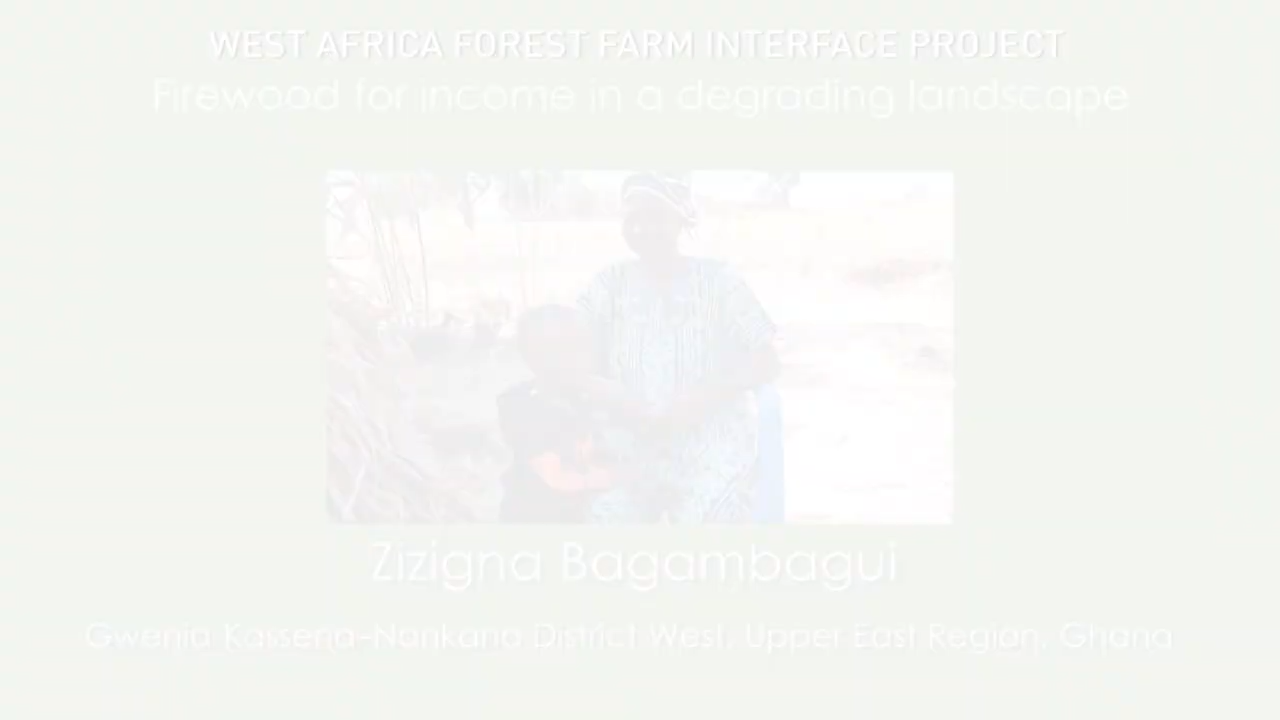 WEST AFRICA FOREST FARM INTERFACE PROJECT
Firewood for income in a degrading landscape
Zizigna Bagambagui
Gwenia Kassena-Nankana District West, Upper East Region, Ghana